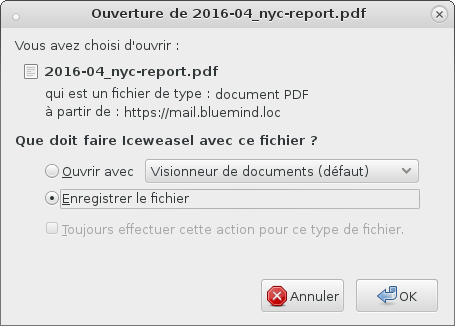 Ouverture de 2016-04_nyc-report.pdf
Vous avez choisi d'ouvrir :
2016-04_nyc-report.pdf
qui est un fichier de type : document PDF
à partir de : https://mail.bluemind.loc
Que doit faire Iceweasel avec ce fichier ?
Ouvrir avec Visionneur de documents (défaut)
Enregistrer le fichier
Toujours effectuer cette action pour ce type de fichier.
Annuler OK